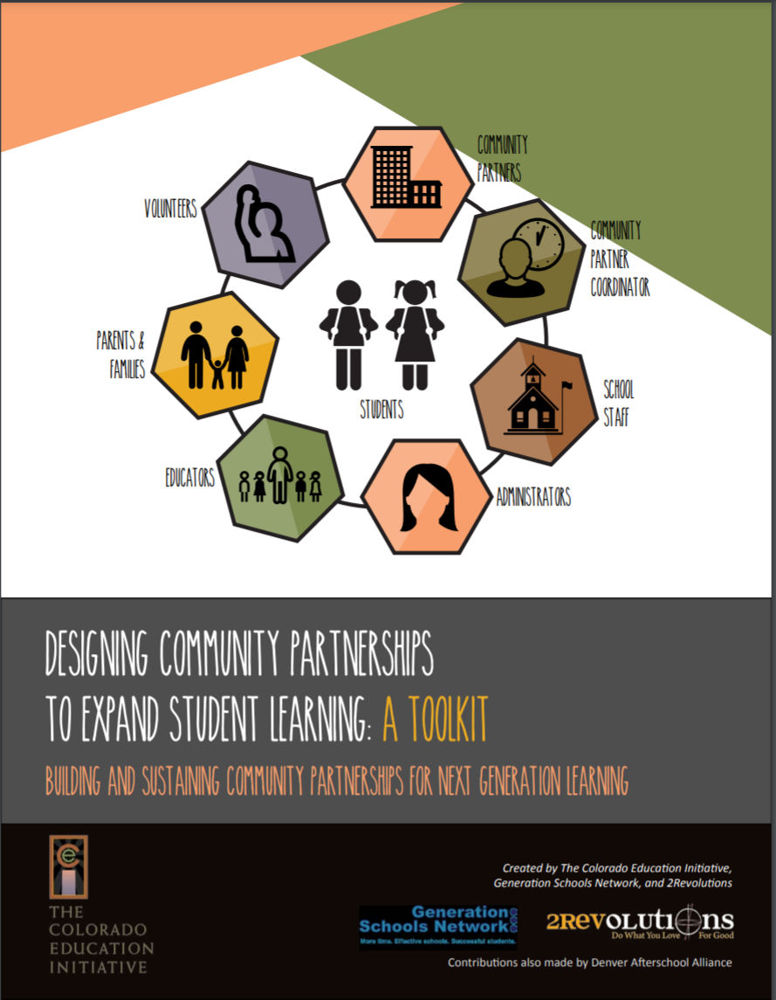 COMMUNITY
PARTNERS
VOLUNTEERS
COMMUNITY
PARTNER
COORDINATOR
PARENTS &
FAMILIES
STUDENTS
SCHOOL
STAFF
EDUCATORS
ADMINISTRATORS
DESIGNING COMMUNITY PARTNERSHIPS
TO EXPAND STUDENT LEARNING: A TOOLKIT
BUILDING AND SUSTAINING COMMUNITY PARTNERSHIPS FOR NEXT GENERATION LEARNING
cei
THE
COLORADO
EDUCATION
INITIATIVE
Created by The Colorado Education Initiative,
Generation Schools Network, and 2Revolutions
Generation
Schools Network
More time. Effective schools. Successful students.
2REVOLUTIONS
Do What You Love For Good
Contributions also made by Denver Afterschool Alliance